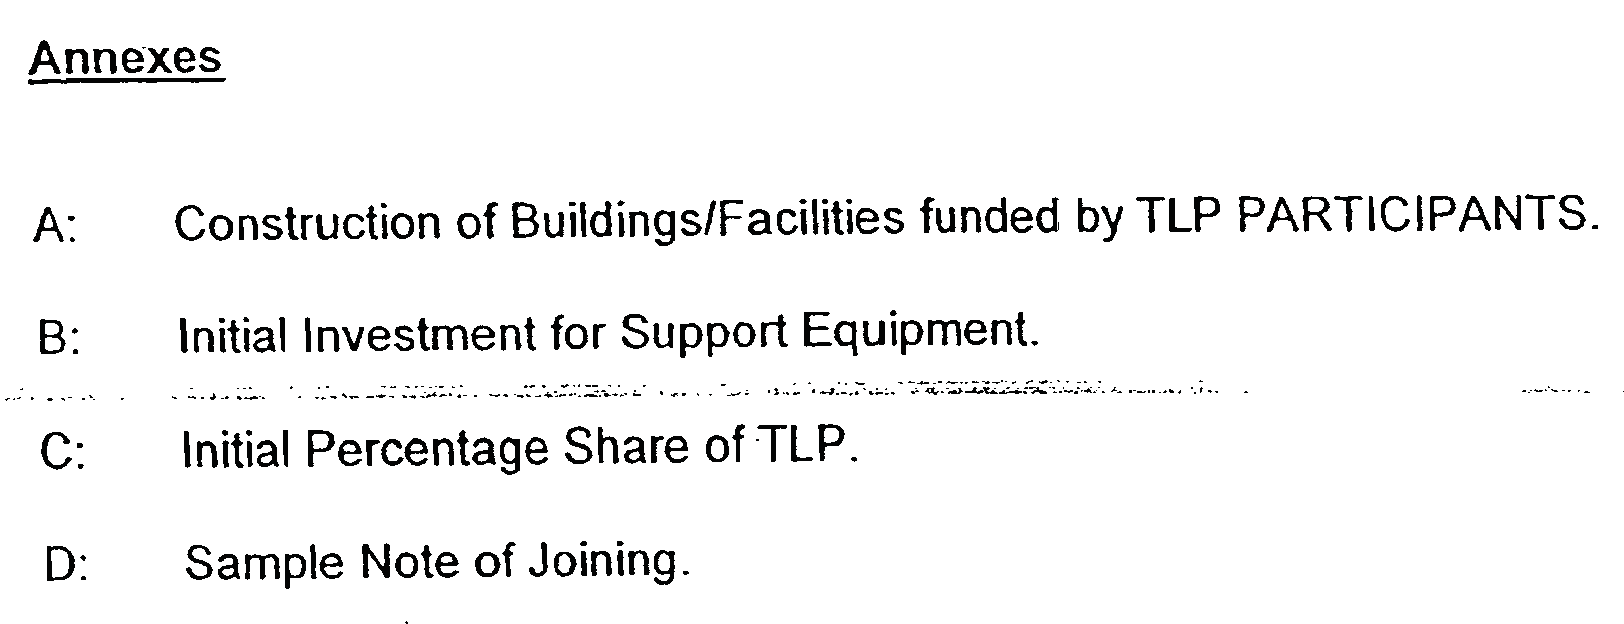 Annexes
A: Construction of Buildings/Facilities funded by TLP PARTICIPANTS.
B: Initial Investment for Support Equipment.
C: Initial Percentage Share of TLP.
D: Sample Note of Joining.